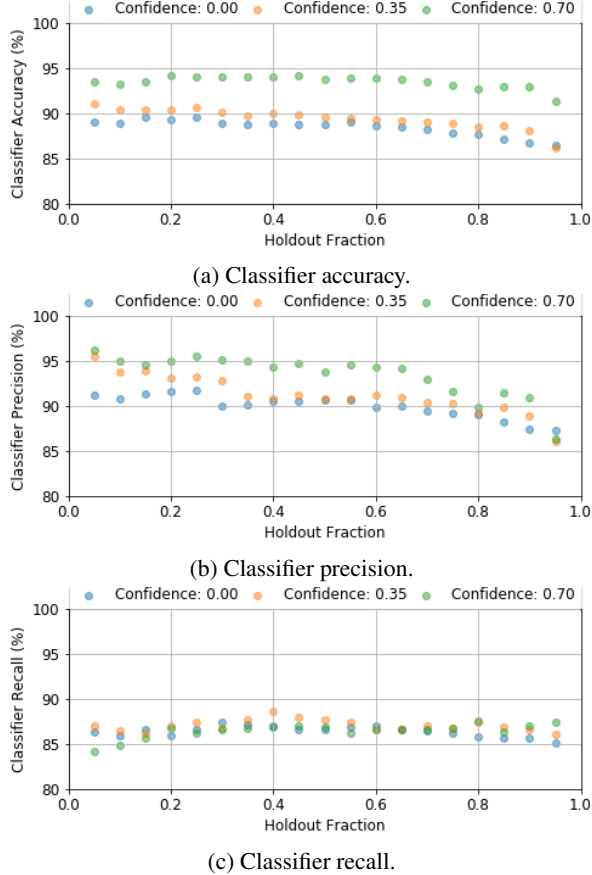 Confidence: 0.00 Confidence: 0.35 Confidence: 0.70
100
95
90
85
80
Classifier Accuracy (%)
0.0 0.2 0.4 0.6 0.8 1.0
Holdout Fraction
(a) Classifier accuracy.
Confidence: 0.00 Confidence: 0.35 Confidence: 0.70
100
95
90
85
80
Classifier Precision (%)
0.0 0.2 0.4 0.6 0.8 1.0
Holdout Fraction
(b) Classifier precision.
Confidence: 0.00 Confidence: 0.35 Confidence: 0.70
100
95
90
85
80
Classifier Recall (%)
0.0 0.2 0.4 0.6 0.8 1.0
Holdout Fraction
(c) Classifier recall.